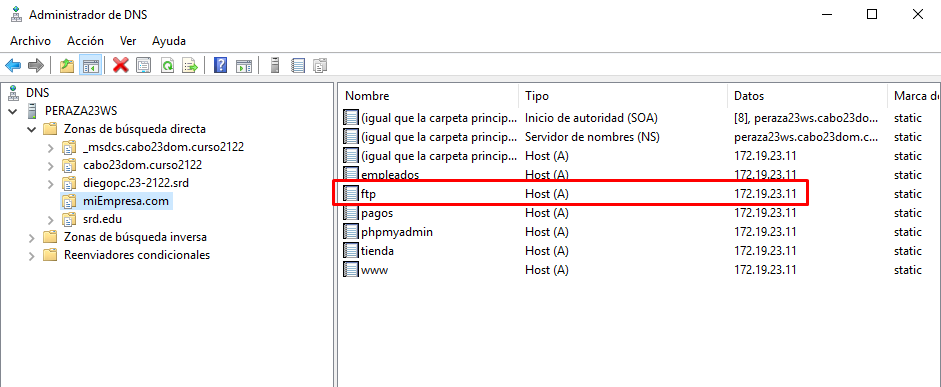 Administrador de DNS
Archivo Acción Ver Ayuda
DNS
PERAZA23WS
Zonas de búsqueda directa
_msdcs.cabo23dom.curso2122
cabo23dom.curso2122
diegopc.23-2122.srd
miEmpresa.com
srd.edu
Zonas de búsqueda inversa
Reenviadores condicionales
Nombre Tipo Datos Marca de
(igual que la carpeta princip... Inicio de autoridad (SOA) [8], peraza23ws.cabo23do... static
(igual que la carpeta princip... Servidor de nombres (NS) peraza23ws.cabo23dom.c... static
(igual que la carpeta princip... Host (A) 172.19.23.11 static
empleados Host (A) 172.19.23.11 static
ftp Host (A) 172.19.23.11 static
pagos Host (A) 172.19.23.11 static
phpmyadmin Host (A) 172.19.23.11 static
tienda Host (A) 172.19.23.11 static
www Host (A) 172.19.23.11 static